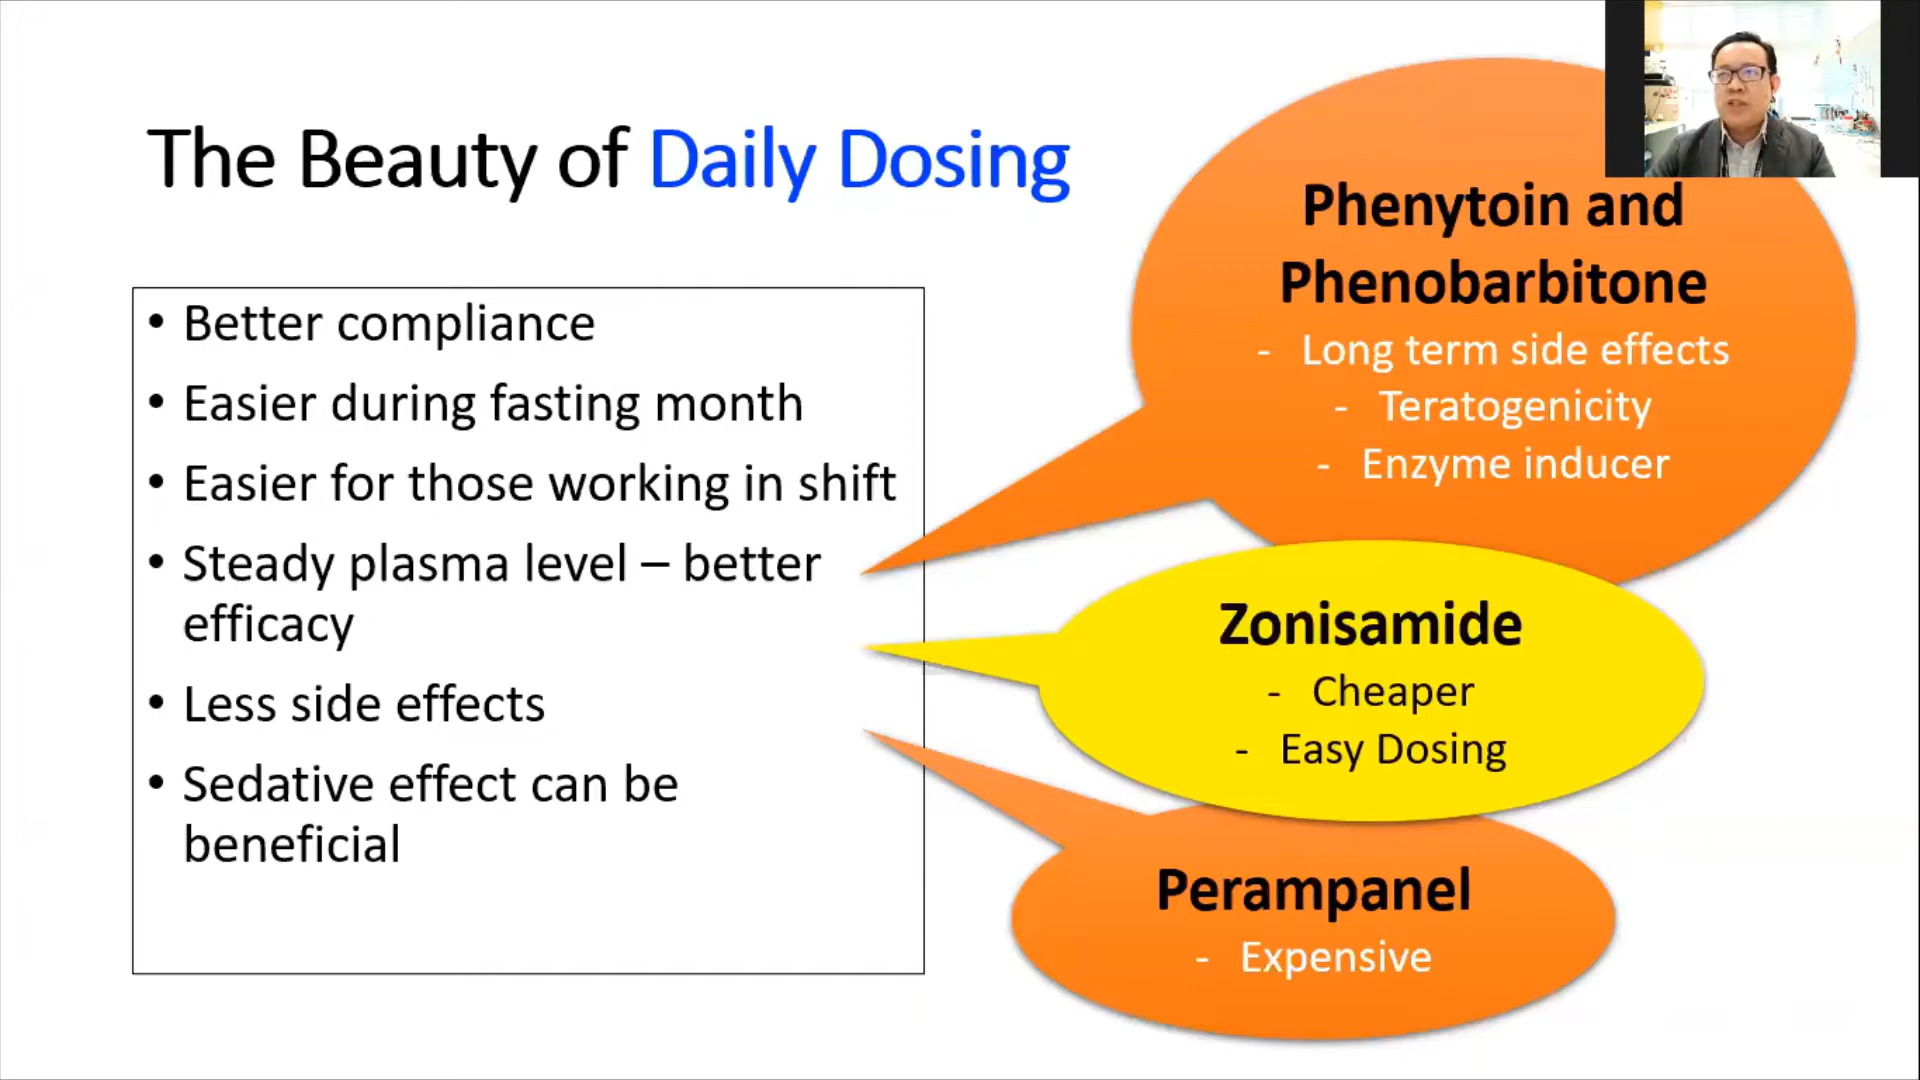 The Beauty of Daily Dosing
• Better compliance
• Easier during fasting month
• Easier for those working in shift
• Steady plasma level – better
efficacy
• Less side effects
• Sedative effect can be
beneficial
Phenytoin and
Phenobarbitone
- Long term side effects
- Teratogenicity
- Enzyme inducer
Zonisamide
- Cheaper
- Easy Dosing
Perampanel
- Expensive